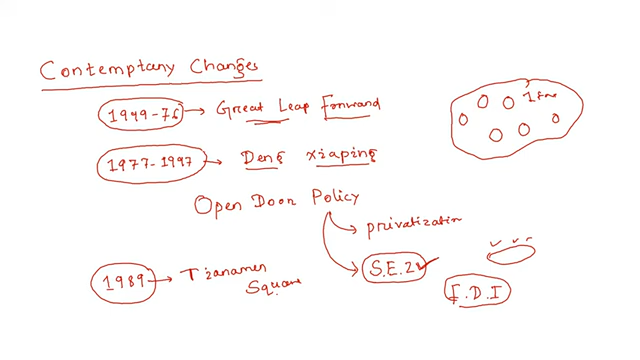 Contemptany Changes
1949-76 → Great Leap Forward
1977-1997 → Deng Xiaping
Open Door Policy
→ privatization
→ S.E.Z
F.D.I
1989 → Tiananmen
Square